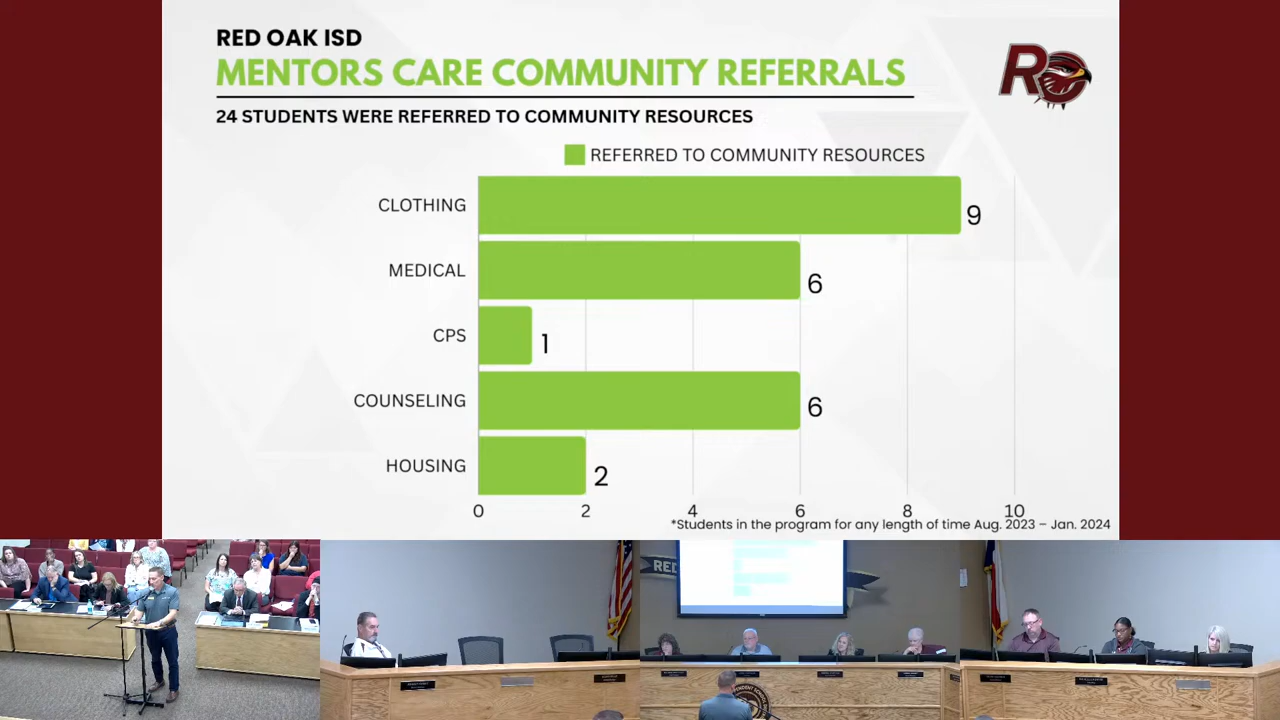 RED OAK ISD
MENTORS CARE COMMUNITY REFERRALS
24 STUDENTS WERE REFERRED TO COMMUNITY RESOURCES
RO
REFERRED TO COMMUNITY RESOURCES
CLOTHING 9
MEDICAL 6
CPS 1
COUNSELING 6
HOUSING 2
0 2 4 6 8 10
*Students in the program for any length of time Aug. 2023 – Jan. 2024
RED